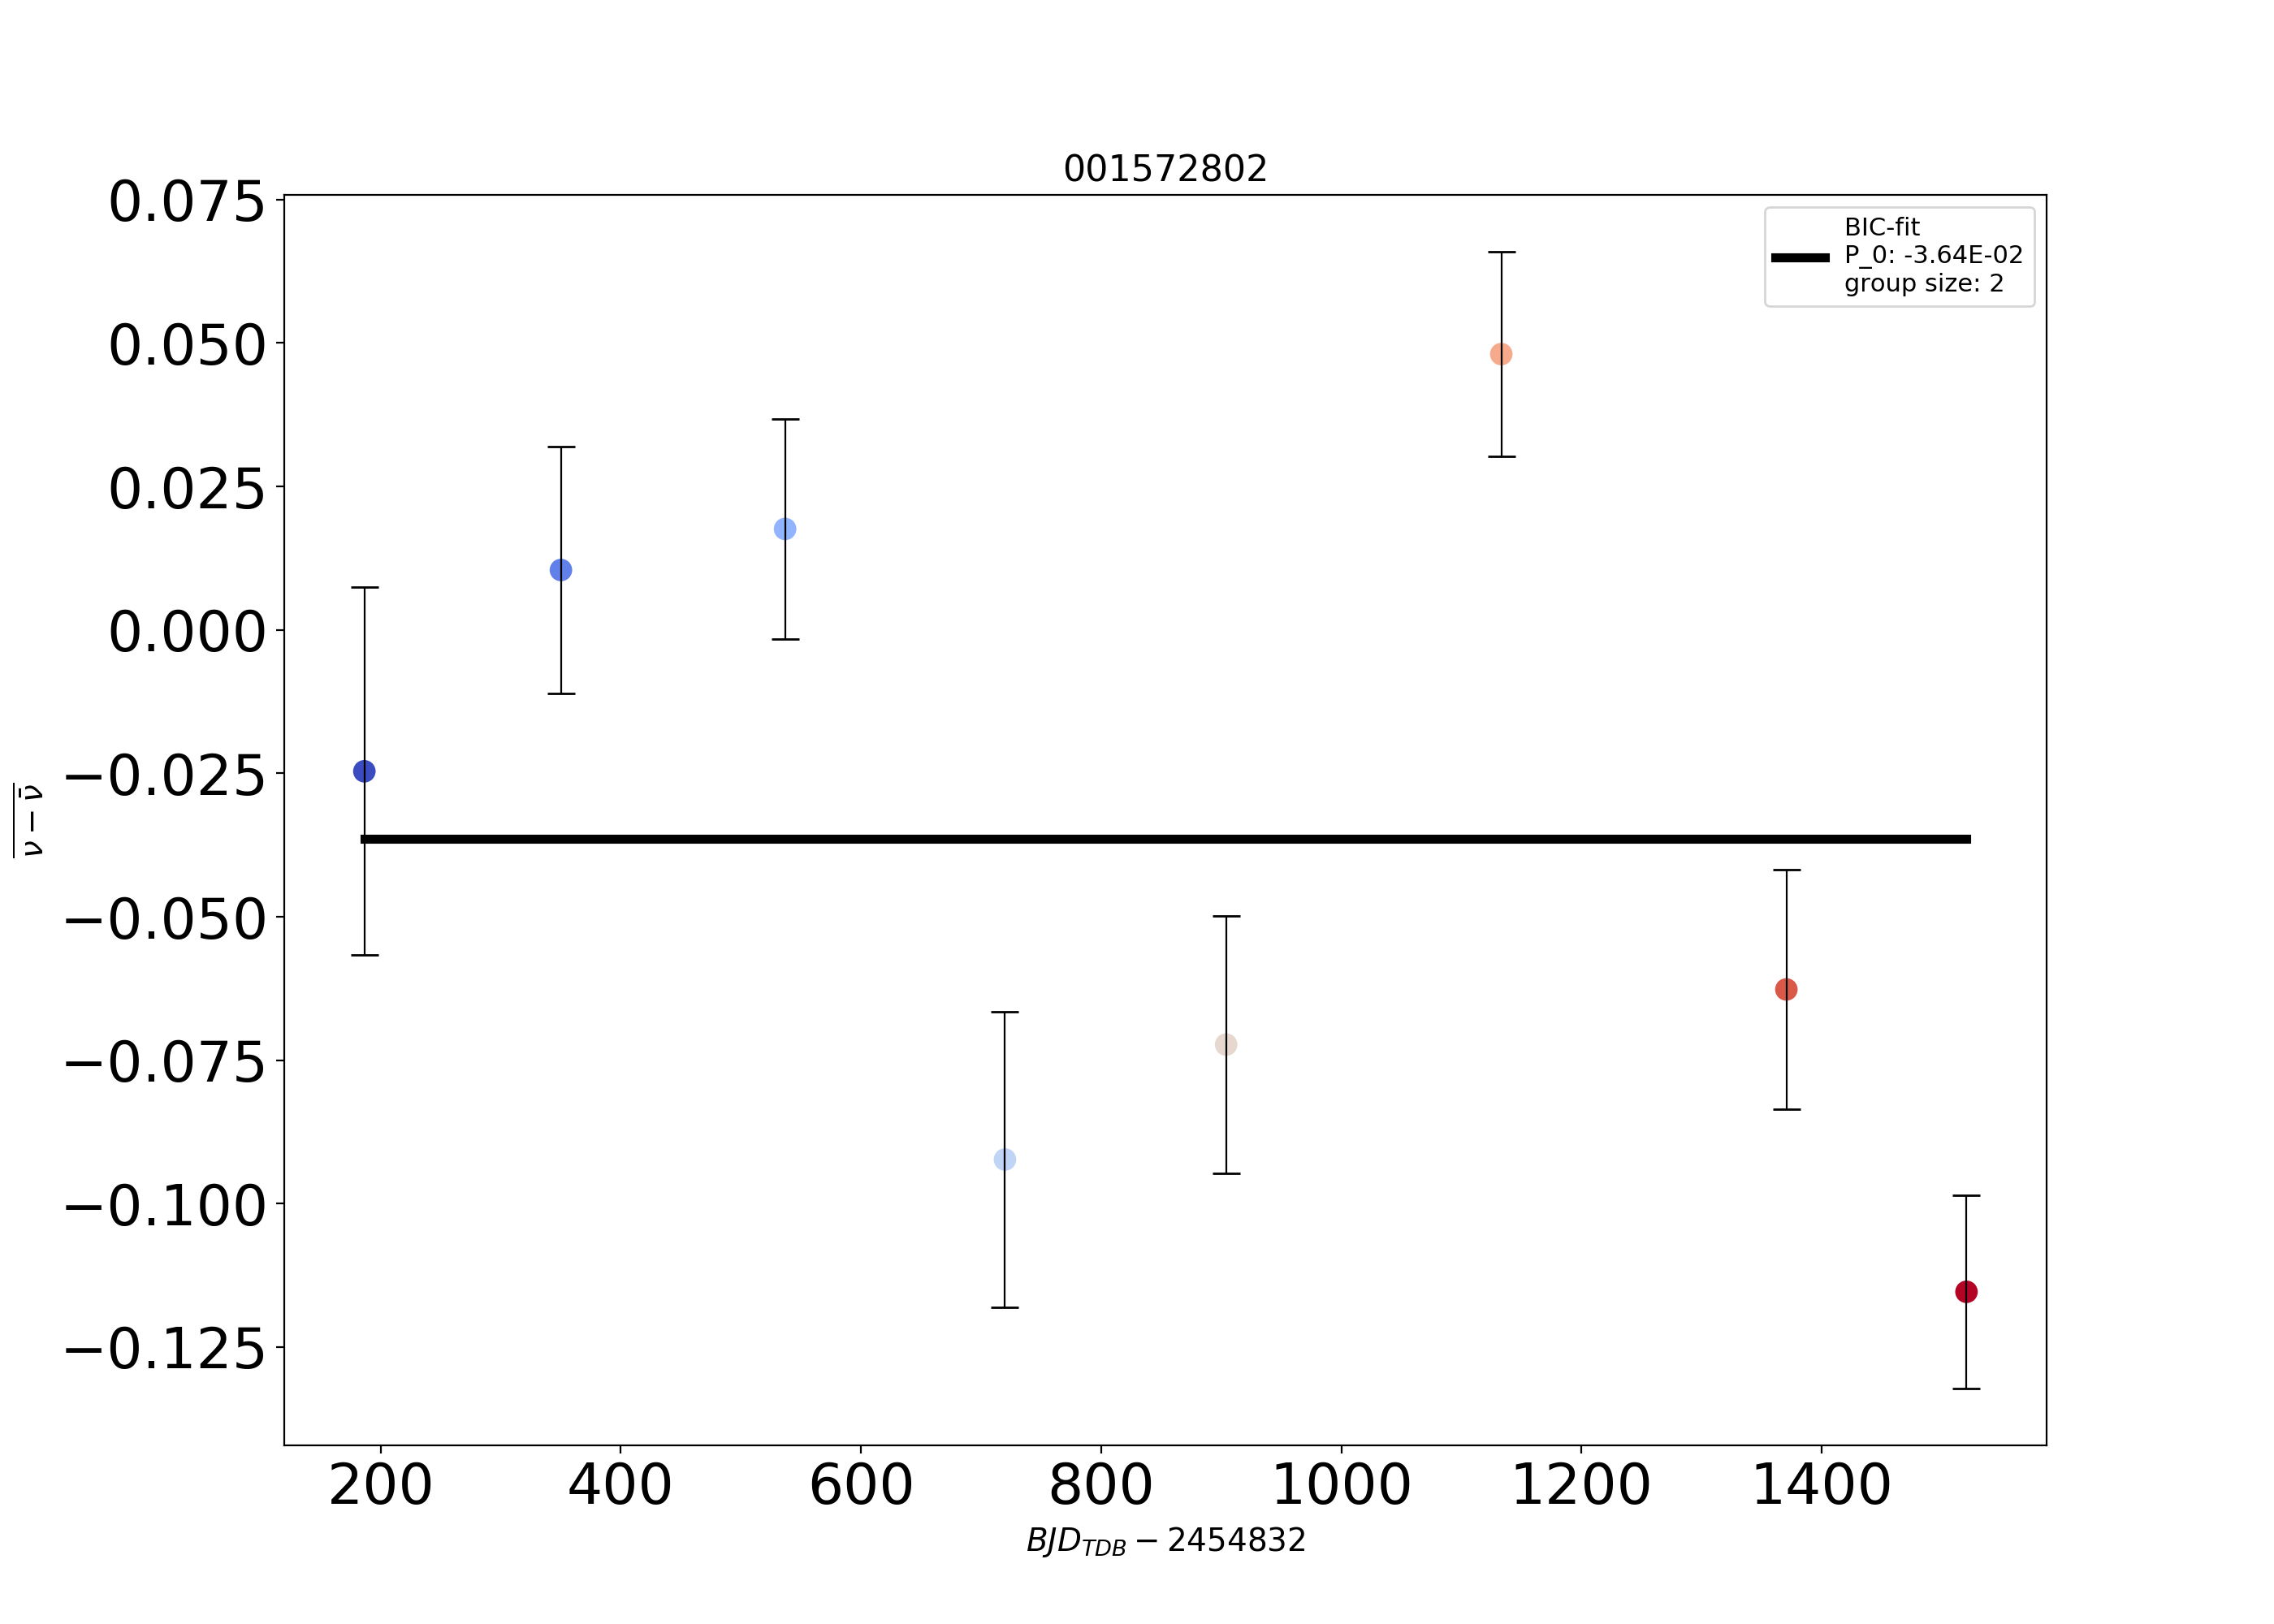 001572802
0.075
0.050
0.025
0.000
−0.025
−0.050
−0.075
−0.100
−0.125
BIC-fit
P_0: -3.64E-02
group size: 2
ν − ν̄
200 400 600 800 1000 1200 1400
BJD_TDB − 2454832